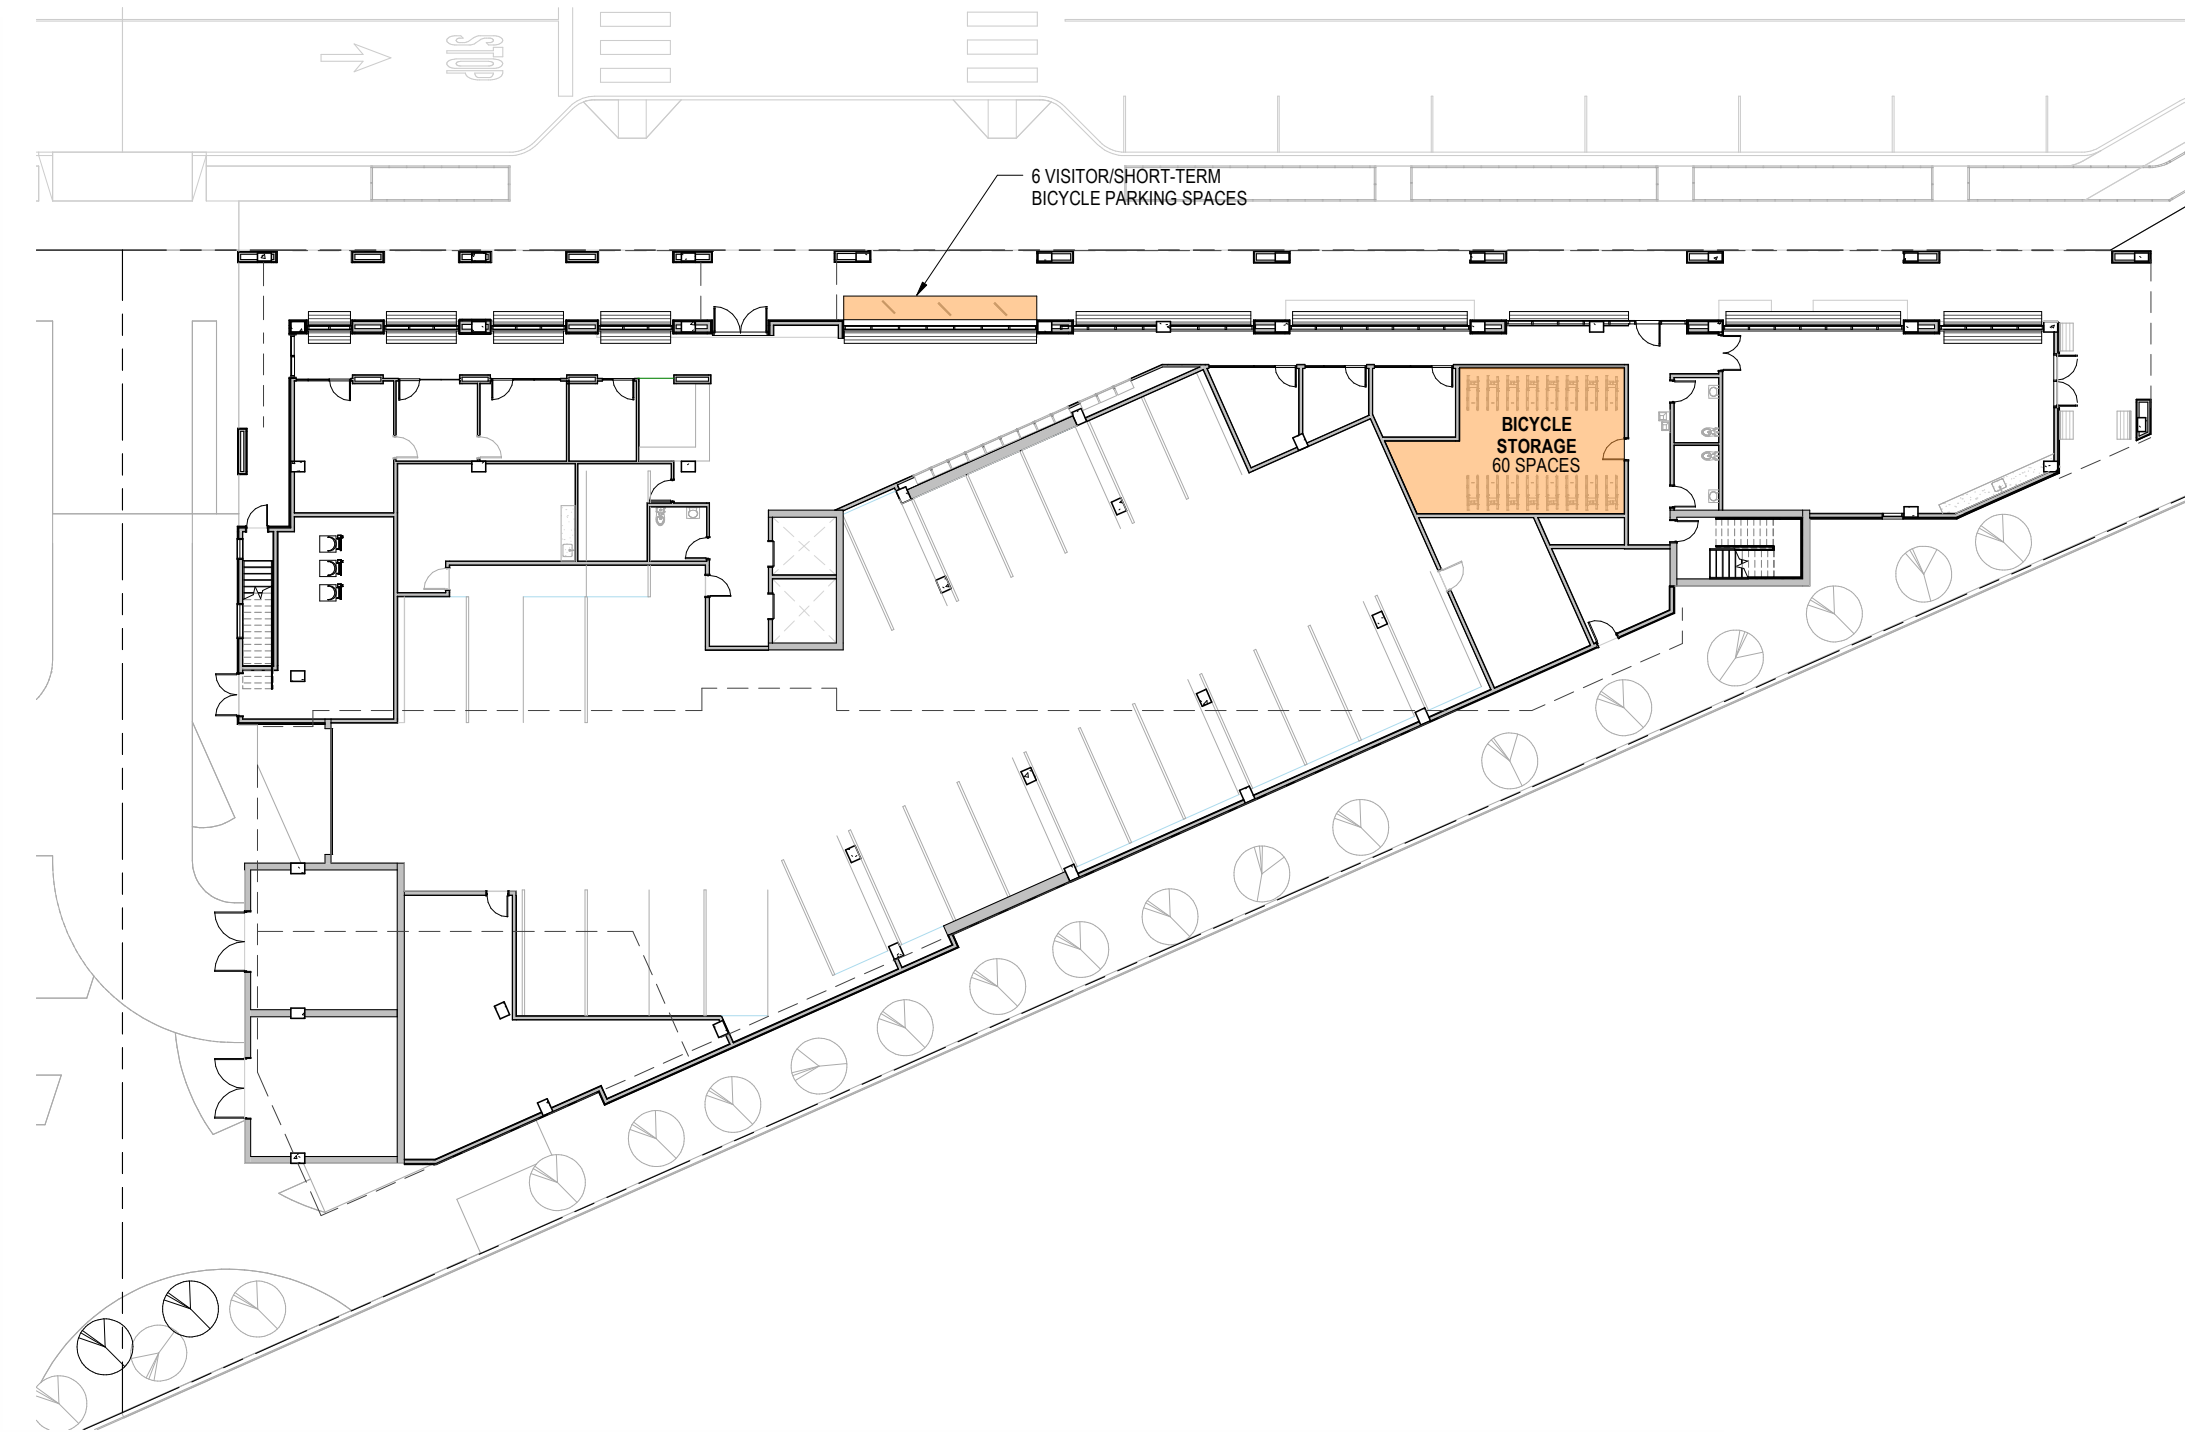 STOP
6 VISITOR/SHORT-TERM
BICYCLE PARKING SPACES
BICYCLE
STORAGE
60 SPACES